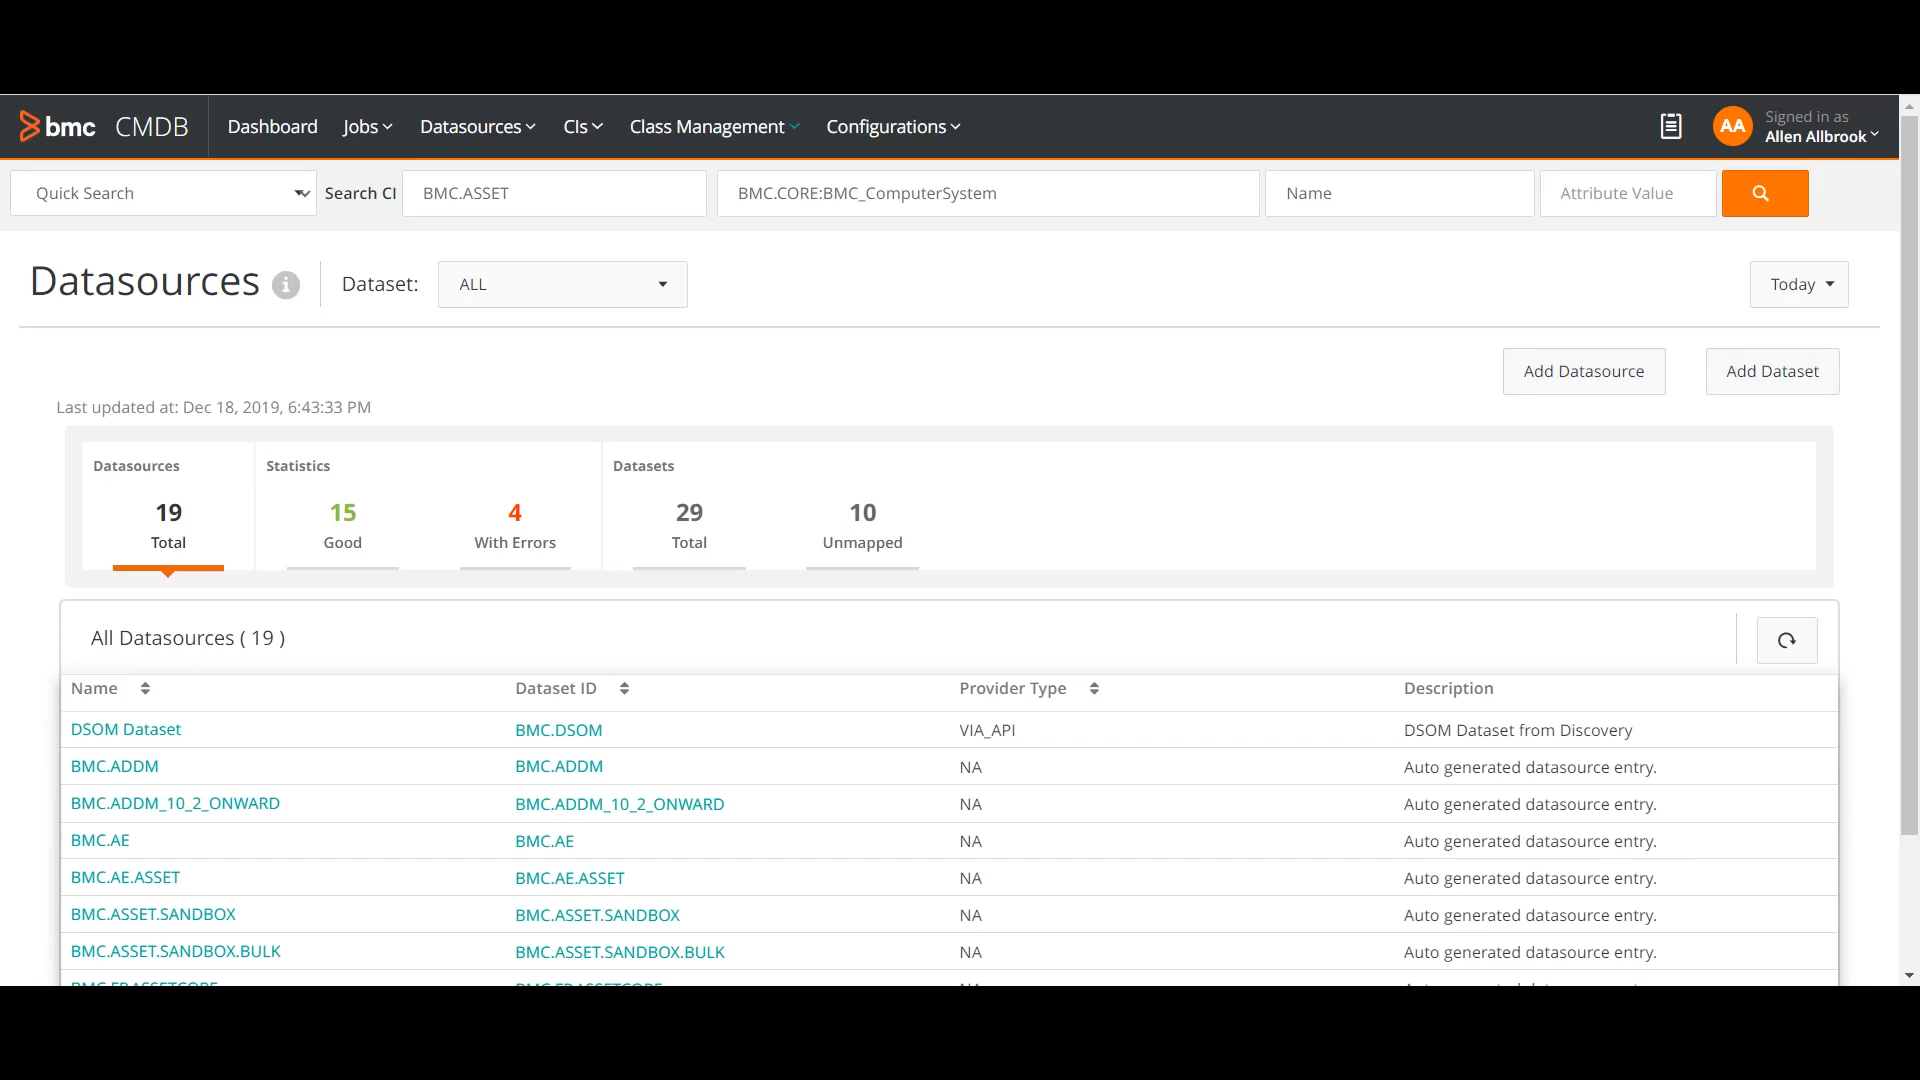 bmc CMDB Dashboard Jobs Datasources CIs Class Management Configurations AA Signed in as
Allen Allbrook
Quick Search Search CI BMC.ASSET BMC.CORE:BMC_ComputerSystem Name Attribute Value
Datasources i Dataset: ALL Today
Add Datasource Add Dataset
Last updated at: Dec 18, 2019, 6:43:33 PM
Datasources Statistics Datasets
19 15 4 29 10
Total Good With Errors Total Unmapped
All Datasources ( 19 )
Name Dataset ID Provider Type Description
DSOM Dataset BMC.DSOM VIA_API DSOM Dataset from Discovery
BMC.ADDM BMC.ADDM NA Auto generated datasource entry.
BMC.ADDM_10_2_ONWARD BMC.ADDM_10_2_ONWARD NA Auto generated datasource entry.
BMC.AE BMC.AE NA Auto generated datasource entry.
BMC.AE.ASSET BMC.AE.ASSET NA Auto generated datasource entry.
BMC.ASSET.SANDBOX BMC.ASSET.SANDBOX NA Auto generated datasource entry.
BMC.ASSET.SANDBOX.BULK BMC.ASSET.SANDBOX.BULK NA Auto generated datasource entry.